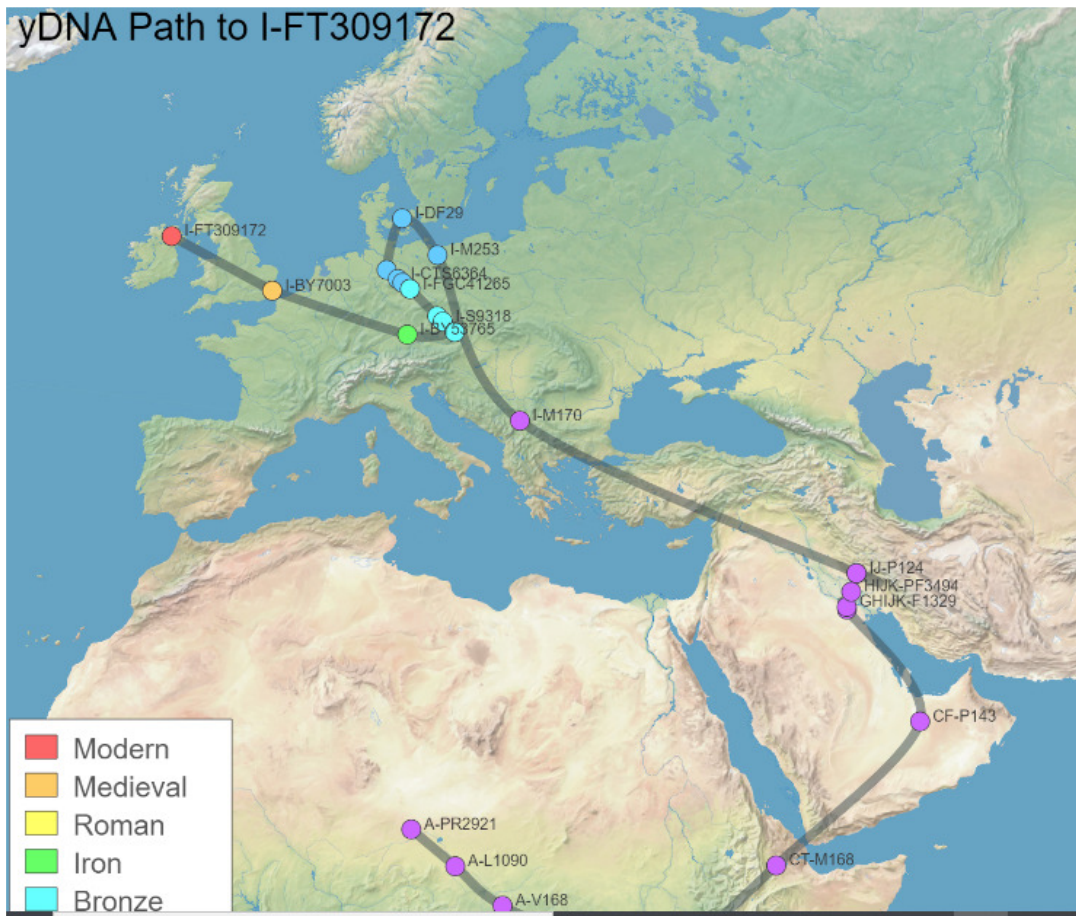 yDNA Path to I-FT309172
I-DF29
I-FT309172
I-M253
I-CTS6364
I-FGC41265
I-BY7003
I-S9318
I-BY53765
I-M170
IJ-P124
HIJK-PF3494
GHIJK-F1329
CF-P143
Modern
Medieval
Roman
Iron
Bronze
A-PR2921
A-L1090
CT-M168
A-V168